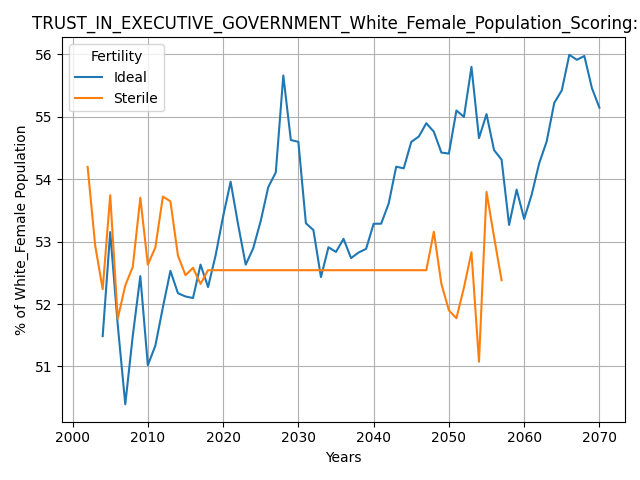 TRUST_IN_EXECUTIVE_GOVERNMENT_White_Female_Population_Scoring:
Fertility
Ideal
Sterile
% of White_Female Population
56
55
54
53
52
51
2000 2010 2020 2030 2040 2050 2060 2070
Years